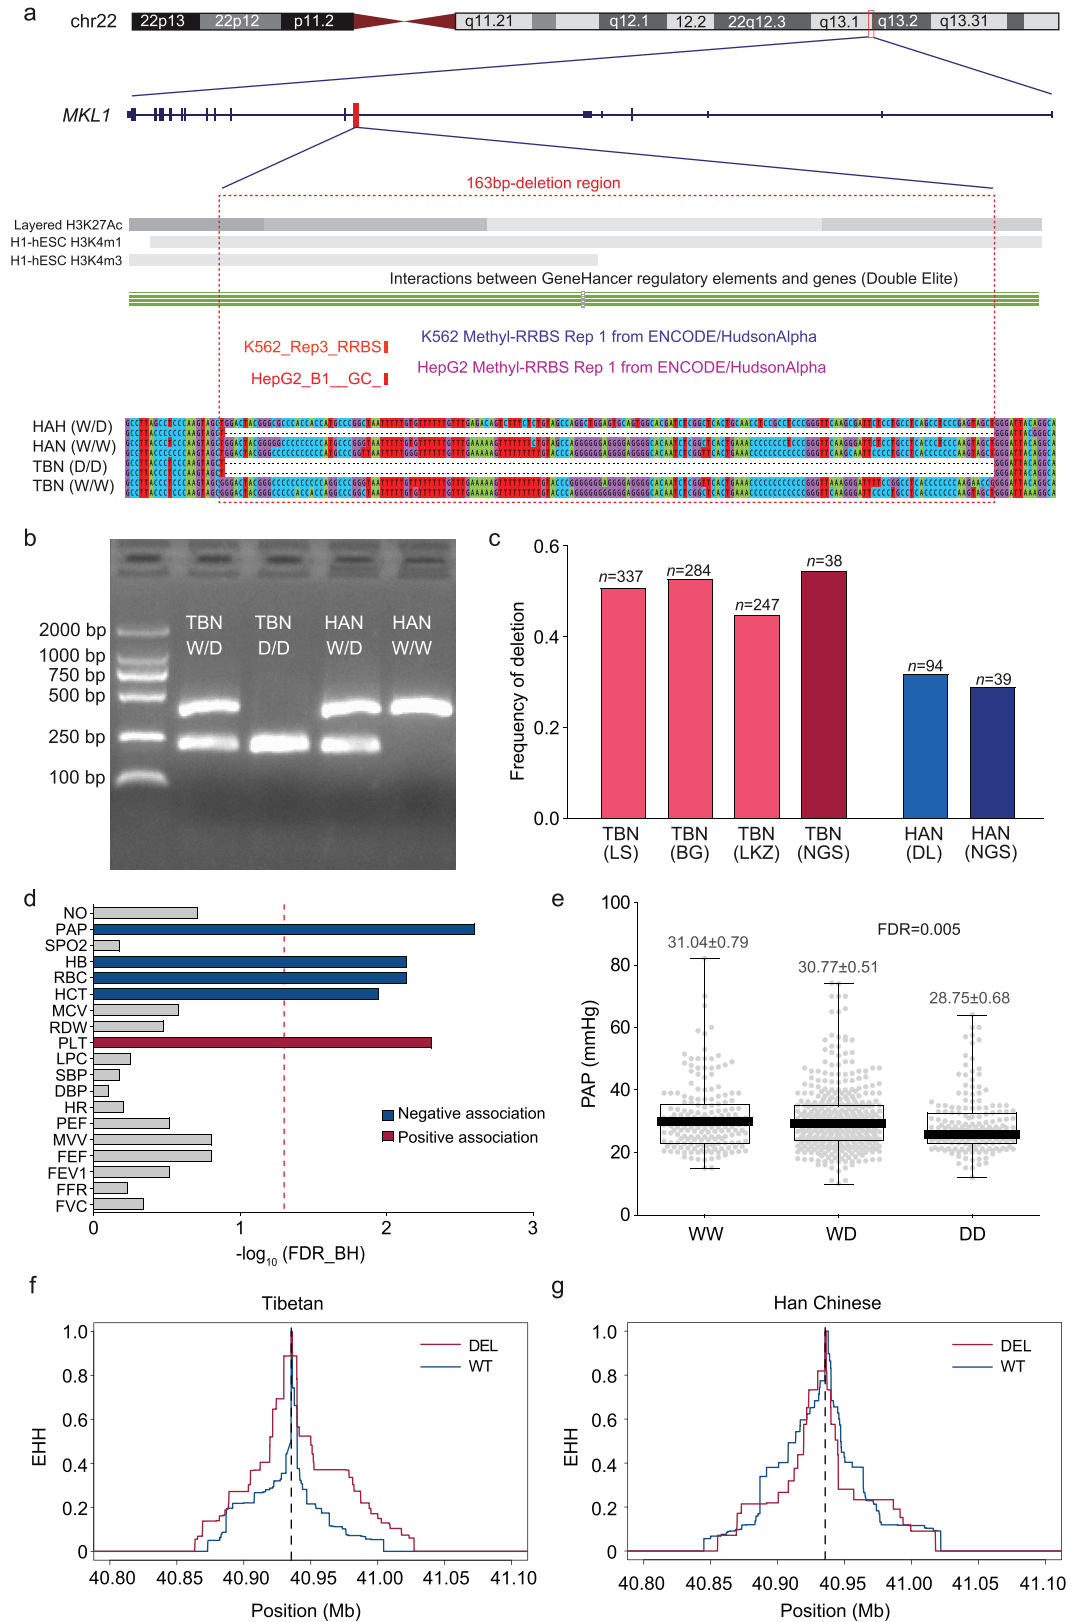 a
chr22
22p13 22p12 p11.2 q11.21 q12.1 12.2 22q12.3 q13.1 q13.2 q13.31
MKL1
163bp-deletion region
Layered H3K27Ac
H1-hESC H3K4m1
H1-hESC H3K4m3
Interactions between GeneHancer regulatory elements and genes (Double Elite)
K562_Rep3_RRBS
K562 Methyl-RRBS Rep 1 from ENCODE/HudsonAlpha
HepG2_B1__GC_
HepG2 Methyl-RRBS Rep 1 from ENCODE/HudsonAlpha
HAH (W/D)
HAN (W/W)
TBN (D/D)
TBN (W/W)
b
2000 bp
1000 bp
750 bp
500 bp
250 bp
100 bp
TBN W/D
TBN D/D
HAN W/D
HAN W/W
c
Frequency of deletion
0.6
0.4
0.2
0.0
n=337
n=284
n=247
n=38
n=94
n=39
TBN (LS)
TBN (BG)
TBN (LKZ)
TBN (NGS)
HAN (DL)
HAN (NGS)
d
NO
PAP
SPO2
HB
RBC
HCT
MCV
RDW
PLT
LPC
SBP
DBP
HR
PEF
MVV
FEF
FEV1
FFR
FVC
Negative association
Positive association
0 1 2 3
-log10 (FDR_BH)
e
PAP (mmHg)
100
80
60
40
20
0
31.04±0.79
30.77±0.51
28.75±0.68
FDR=0.005
WW WD DD
f
Tibetan
EHH
1.0
0.8
0.6
0.4
0.2
0
DEL
WT
40.80 40.85 40.90 40.95 41.00 41.05 41.10
Position (Mb)
g
Han Chinese
EHH
1.0
0.8
0.6
0.4
0.2
0
DEL
WT
40.80 40.85 40.90 40.95 41.00 41.05 41.10
Position (Mb)